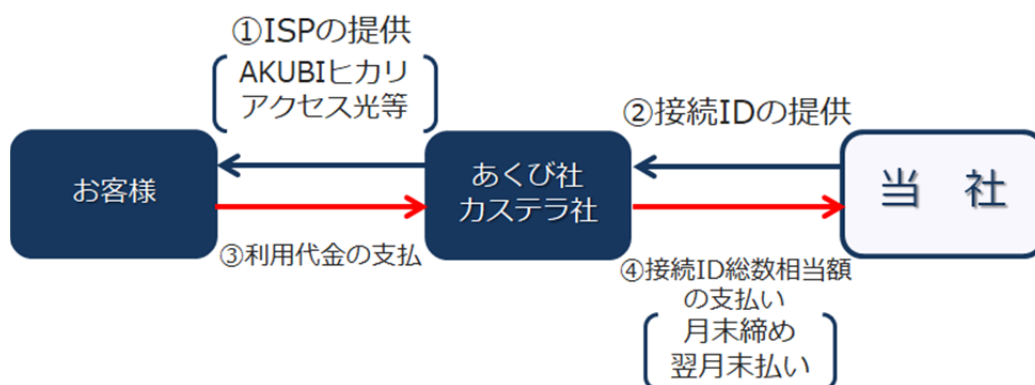 ①ISPの提供
AKUBIヒカリ
アクセス光等
②接続IDの提供
お客様
あくび社
カステラ社
当　社
③利用代金の支払
④接続ID総数相当額
の支払い
月末締め
翌月末払い